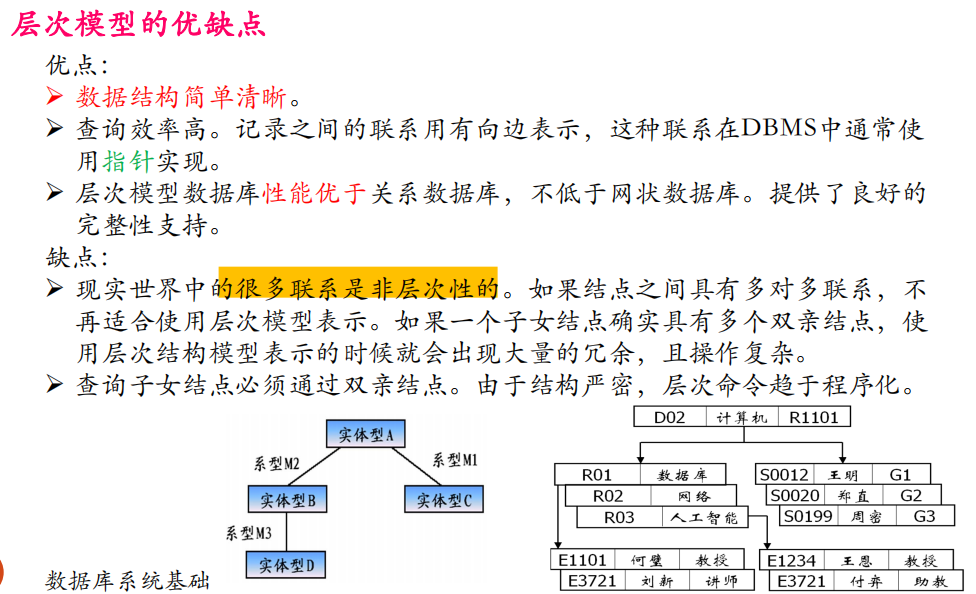 层次模型的优缺点
优点：
➢ 数据结构简单清晰。
➢ 查询效率高。记录之间的联系用有向边表示，这种联系在DBMS中通常使
用指针实现。
➢ 层次模型数据库性能优于关系数据库，不低于网状数据库。提供了良好的
完整性支持。
缺点：
➢ 现实世界中的很多联系是非层次性的。如果结点之间具有多对多联系，不
再适合使用层次模型表示。如果一个子女结点确实具有多个双亲结点，使
用层次结构模型表示的时候就会出现大量的冗余，且操作复杂。
➢ 查询子女结点必须通过双亲结点。由于结构严密，层次命令趋于程序化。
实体型A
系型M2
系型M1
实体型B
实体型C
系型M3
实体型D
D02 计算机 R1101
R01 数据库
R02 网络
R03 人工智能
S0012 王明 G1
S0020 郑直 G2
S0199 周密 G3
E1101 何璧 教授
E3721 刘新 讲师
E1234 王恩 教授
E3721 付弈 助教
数据库系统基础